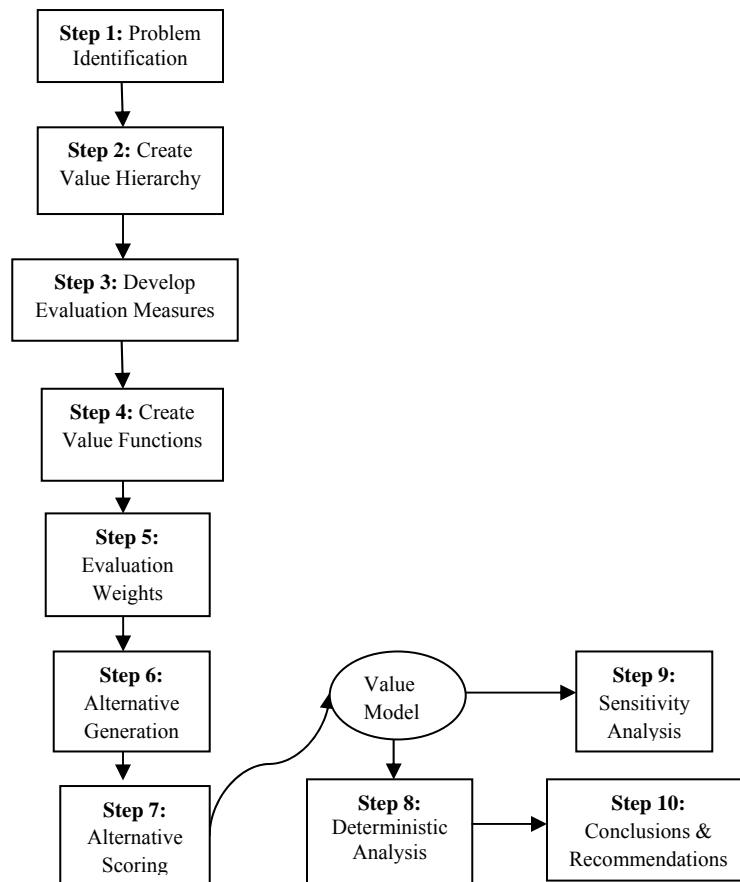 Step 1: Problem
Identification
Step 2: Create
Value Hierarchy
Step 3: Develop
Evaluation Measures
Step 4: Create
Value Functions
Step 5:
Evaluation
Weights
Step 6:
Alternative
Generation
Step 7:
Alternative
Scoring
Value
Model
Step 8:
Deterministic
Analysis
Step 9:
Sensitivity
Analysis
Step 10:
Conclusions &
Recommendations